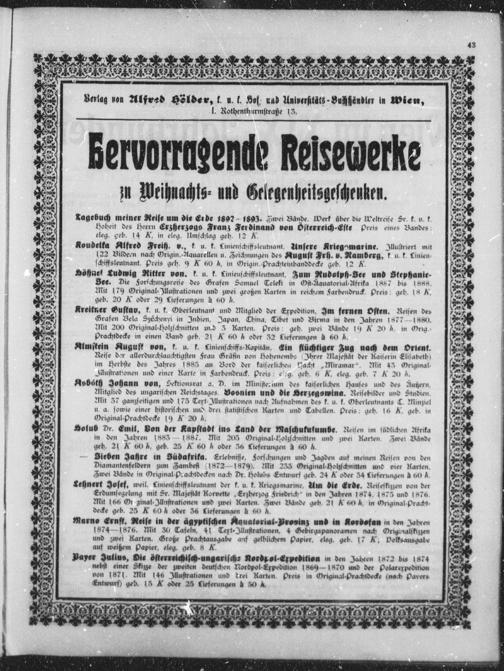 43
Verlag von Alfred Hölder, k. u. k. Hof- und Universitäts-Buchhändler in Wien,
I. Rothenthurmstraße 13.
Hervorragende Reisewerke
zu Weihnachts- und Gelegenheitsgeschenken.
Tagebuch meiner Reise um die Erde 1892–1893. Zwei Bände. Werk über die Weltreise Sr. k. u. k.
Hoheit des Herrn Erzherzogs Franz Ferdinand von Österreich-Este. Preis eines Bandes:
eleg. geh. 14 K, in eleg. Umschlag geb. 12 K.
Koudelka Alfred Freih. v., k. u. k. Linienschiffsleutnant. Unsere Kriegsmarine. Illustriert mit
122 Bildern nach Origin.-Aquarellen u. Zeichnungen des August Frh. v. Ramberg, k. u. k. Linien-
schiffsleutnant. Preis geh. 9 K 60 h, in Origin.-Prachteinbanddecke geb. 12 K.
Höhnel Ludwig Ritter von, k. u. k. Linienschiffsleutnant. Zum Rudolph-See und Stephanie-
See. Die Forschungsreise des Grafen Samuel Teleki in Ost-Äquatorial-Afrika 1887 bis 1888.
Mit 179 Original-Illustrationen und zwei großen Karten in reichem Farbendruck. Preis: geh. 18 K,
geb. 20 K oder 29 Lieferungen à 60 h.
Kreitner Gustav, k. u. k. Oberleutnant und Mitglied der Expedition. Im fernen Osten. Reisen des
Grafen Bela Széchenyi in Indien, Japan, China, Tibet und Birma in den Jahren 1877–1880.
Mit 200 Original-Holzschnitten und 3 Karten. Preis: geh. zwei Bände 19 K 20 h, in Orig.-
Prachtdecke in einen Band geb. 21 K 60 h oder 32 Lieferungen à 60 h.
Almstein August von, k. u. k. Linienschiffs-Kapitän. Ein flüchtiger Zug nach dem Orient.
Reise der allerdurchlauchtigsten Frau Gräfin von Hohenembs (Ihrer Majestät der Kaiserin Elisabeth)
im Herbste des Jahres 1885 an Bord der kaiserlichen Yacht „Miramar“. Mit 45 Original-
Illustrationen und einer Karte in Farbendruck. Preis: eleg. geh. 6 K, eleg. geb. 7 K 20 h.
Asbóth Johann von, Sektionsrat a. D. im Ministerium des kaiserlichen Hauses und des Äußern,
Mitglied des ungarischen Reichstages. Bosnien und die Herzegowina. Reisebilder und Studien.
Mit 37 ganzseitigen und 175 Text-Illustrationen nach Aufnahmen des k. u. k. Oberleutnants C. Mienzil
u. a. sowie einer historischen und drei statistischen Karten und Tabellen. Preis: geh. 16 K, geb. in
Original-Prachtdecke 19 K 20 h.
Holub Dr. Emil, Von der Kapstadt ins Land der Maschukulumbe. Reisen im südlichen Afrika
in den Jahren 1883–1887. Mit 205 Original-Holzschnitten und zwei Karten. Zwei Bände
geh. 21 K 60 h, geb. 25 K 60 h oder 36 Lieferungen à 60 h.
— Sieben Jahre in Südafrika. Erlebnisse, Forschungen und Jagden auf meinen Reisen von den
Diamantenfeldern zum Zambesi (1872–1879). Mit 235 Original-Holzschnitten und vier Karten.
Zwei Bände in Original-Prachtdecken nach Dr. Holubs Entwurf geb. 24 K oder 34 Lieferungen à 60 h.
Lehnert Josef, weil. Linienschiffsleutnant der k. u. k. Kriegsmarine. Um die Erde. Reiseskizzen von der
Erdumsegelung mit Sr. Majestät Korvette „Erzherzog Friedrich“ in den Jahren 1874, 1875 und 1876.
Mit 166 Original-Illustrationen und zwei Karten. Zwei Bände geh. 21 K 60 h, in Original-Pracht-
decke geb. 25 K 60 h oder 36 Lieferungen à 60 h.
Marno Ernst, Reise in der ägyptischen Äquatorial-Provinz und in Kordofan in den Jahren
1874–1876. Mit 30 Tafeln, 41 Text-Illustrationen, 4 Gebirgspanoramen nach Originalskizzen
und zwei Karten. Große Prachtausgabe auf gelblichem Papier, eleg. geb. 17 K, Volksausgabe
auf weißem Papier, eleg. geb. 8 K.
Payer Julius, Die österreichisch-ungarische Nordpol-Expedition in den Jahren 1872 bis 1874
nebst einer Skizze der zweiten deutschen Nordpol-Expedition 1869–1870 und der Polarexpedition
von 1871. Mit 146 Illustrationen und drei Karten. Preis in Original-Prachtdecke (nach Payers
Entwurf) geb. 15 K oder 25 Lieferungen à 50 h.